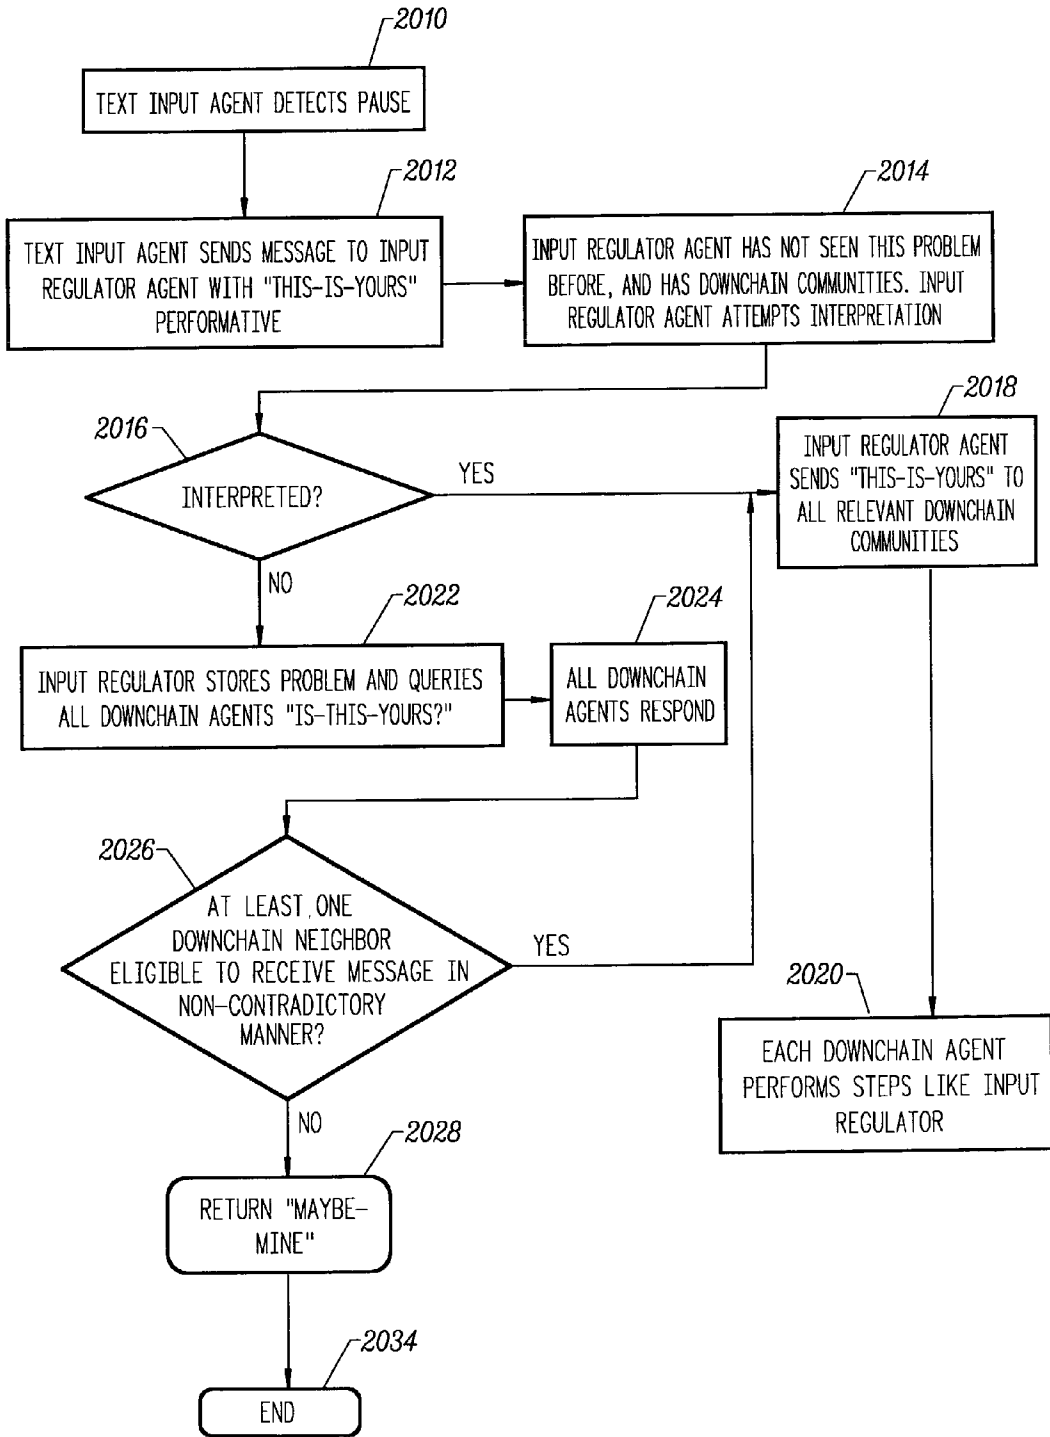 2010
TEXT INPUT AGENT DETECTS PAUSE
2012
TEXT INPUT AGENT SENDS MESSAGE TO INPUT
REGULATOR AGENT WITH "THIS-IS-YOURS"
PERFORMATIVE
2014
INPUT REGULATOR AGENT HAS NOT SEEN THIS PROBLEM
BEFORE, AND HAS DOWNCHAIN COMMUNITIES. INPUT
REGULATOR AGENT ATTEMPTS INTERPRETATION
2016
INTERPRETED?
YES
NO
2018
INPUT REGULATOR AGENT
SENDS "THIS-IS-YOURS" TO
ALL RELEVANT DOWNCHAIN
COMMUNITIES
2022
INPUT REGULATOR STORES PROBLEM AND QUERIES
ALL DOWNCHAIN AGENTS "IS-THIS-YOURS?"
2024
ALL DOWNCHAIN
AGENTS RESPOND
2026
AT LEAST ONE
DOWNCHAIN NEIGHBOR
ELIGIBLE TO RECEIVE MESSAGE IN
NON-CONTRADICTORY
MANNER?
YES
NO
2020
EACH DOWNCHAIN AGENT
PERFORMS STEPS LIKE INPUT
REGULATOR
2028
RETURN "MAYBE-
MINE"
2034
END